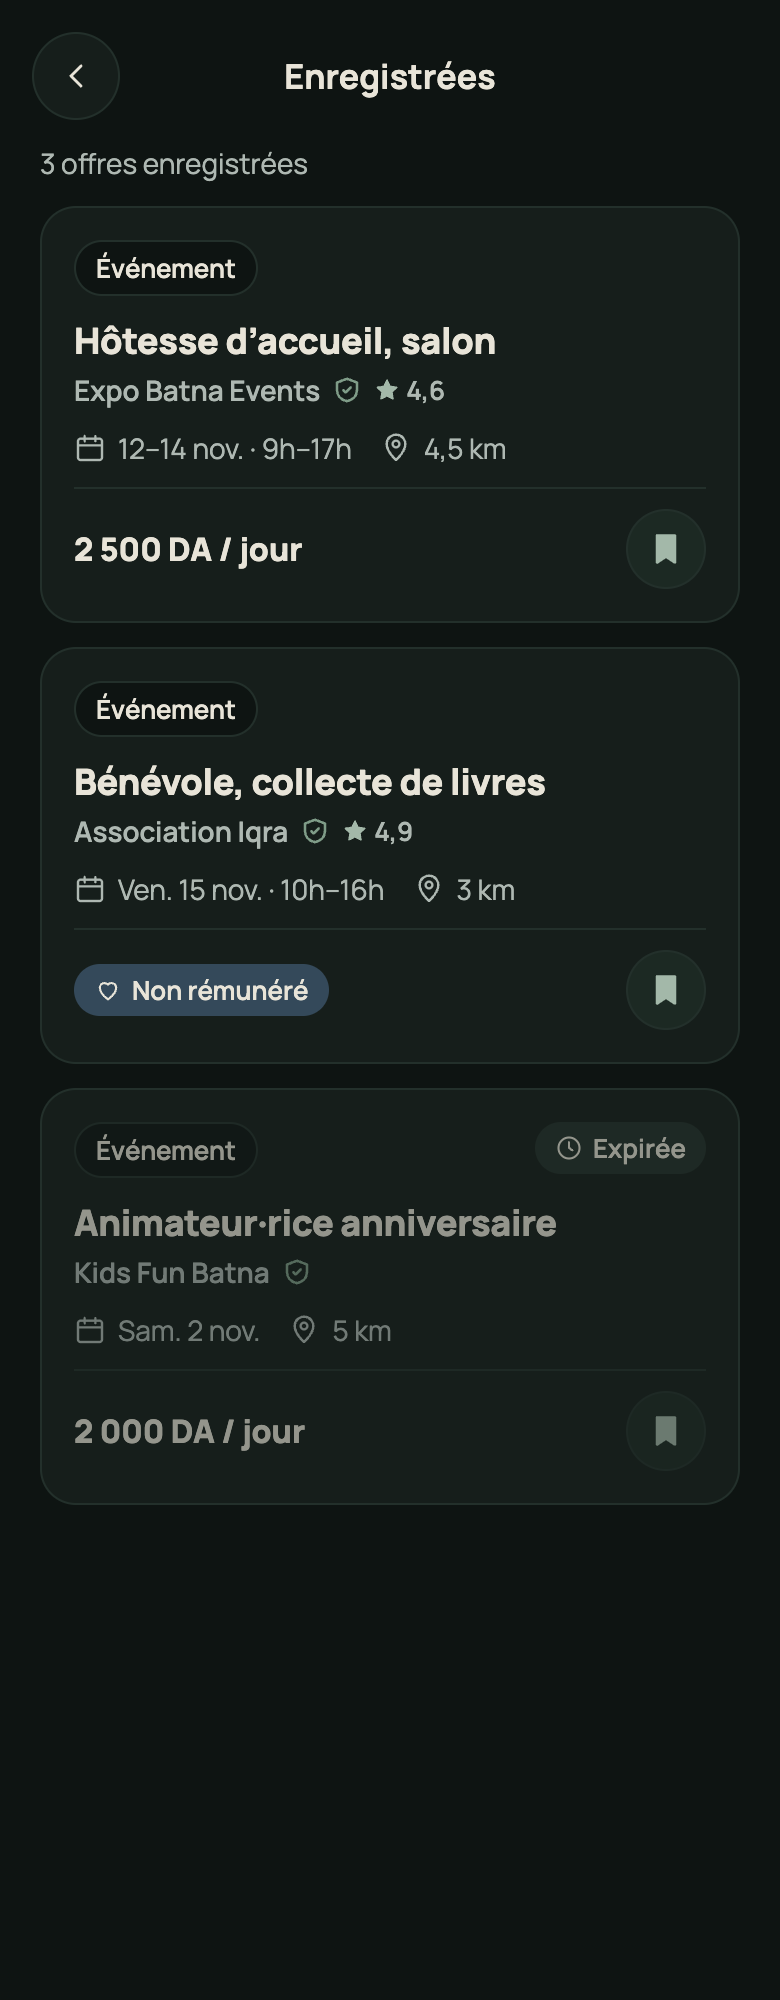 Enregistrées
3 offres enregistrées
Événement
Hôtesse d’accueil, salon
Expo Batna Events 4,6
12–14 nov. · 9h–17h 4,5 km
2 500 DA / jour
Événement
Bénévole, collecte de livres
Association Iqra 4,9
Ven. 15 nov. · 10h–16h 3 km
Non rémunéré
Événement Expirée
Animateur·rice anniversaire
Kids Fun Batna
Sam. 2 nov. 5 km
2 000 DA / jour